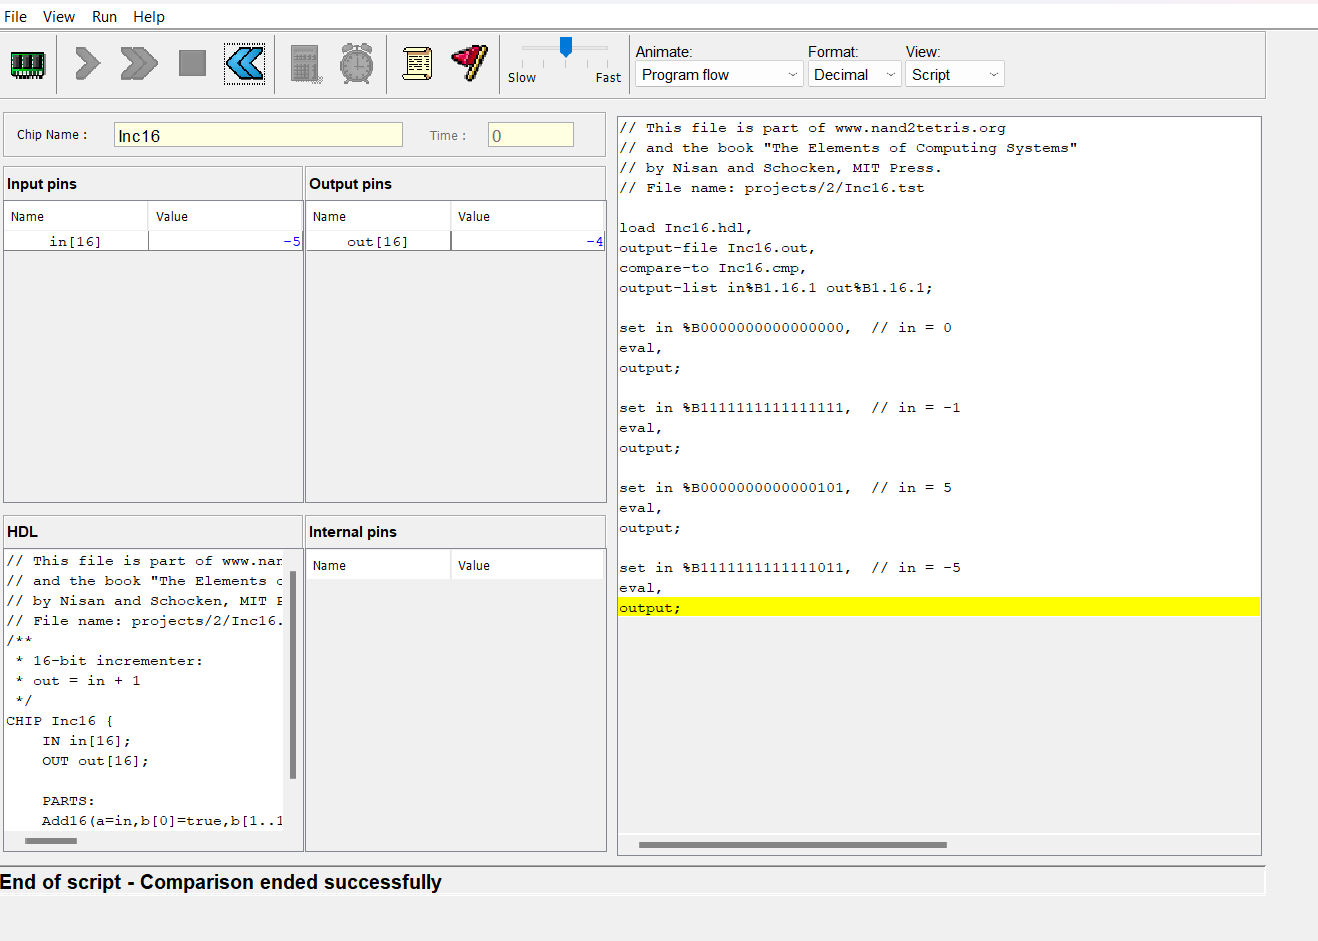 File View Run Help
Slow Fast
Animate: Format: View:
Program flow Decimal Script
Chip Name : Inc16 Time : 0
Input pins
Name Value
in[16] -5
Output pins
Name Value
out[16] -4
HDL
// This file is part of www.nan
// and the book "The Elements o
// by Nisan and Schocken, MIT P
// File name: projects/2/Inc16.
/**
 * 16-bit incrementer:
 * out = in + 1
 */
CHIP Inc16 {
    IN in[16];
    OUT out[16];
    PARTS:
    Add16(a=in,b[0]=true,b[1..1
Internal pins
Name Value
// This file is part of www.nand2tetris.org
// and the book "The Elements of Computing Systems"
// by Nisan and Schocken, MIT Press.
// File name: projects/2/Inc16.tst
load Inc16.hdl,
output-file Inc16.out,
compare-to Inc16.cmp,
output-list in%B1.16.1 out%B1.16.1;
set in %B0000000000000000,  // in = 0
eval,
output;
set in %B1111111111111111,  // in = -1
eval,
output;
set in %B0000000000000101,  // in = 5
eval,
output;
set in %B1111111111111011,  // in = -5
eval,
output;
End of script - Comparison ended successfully